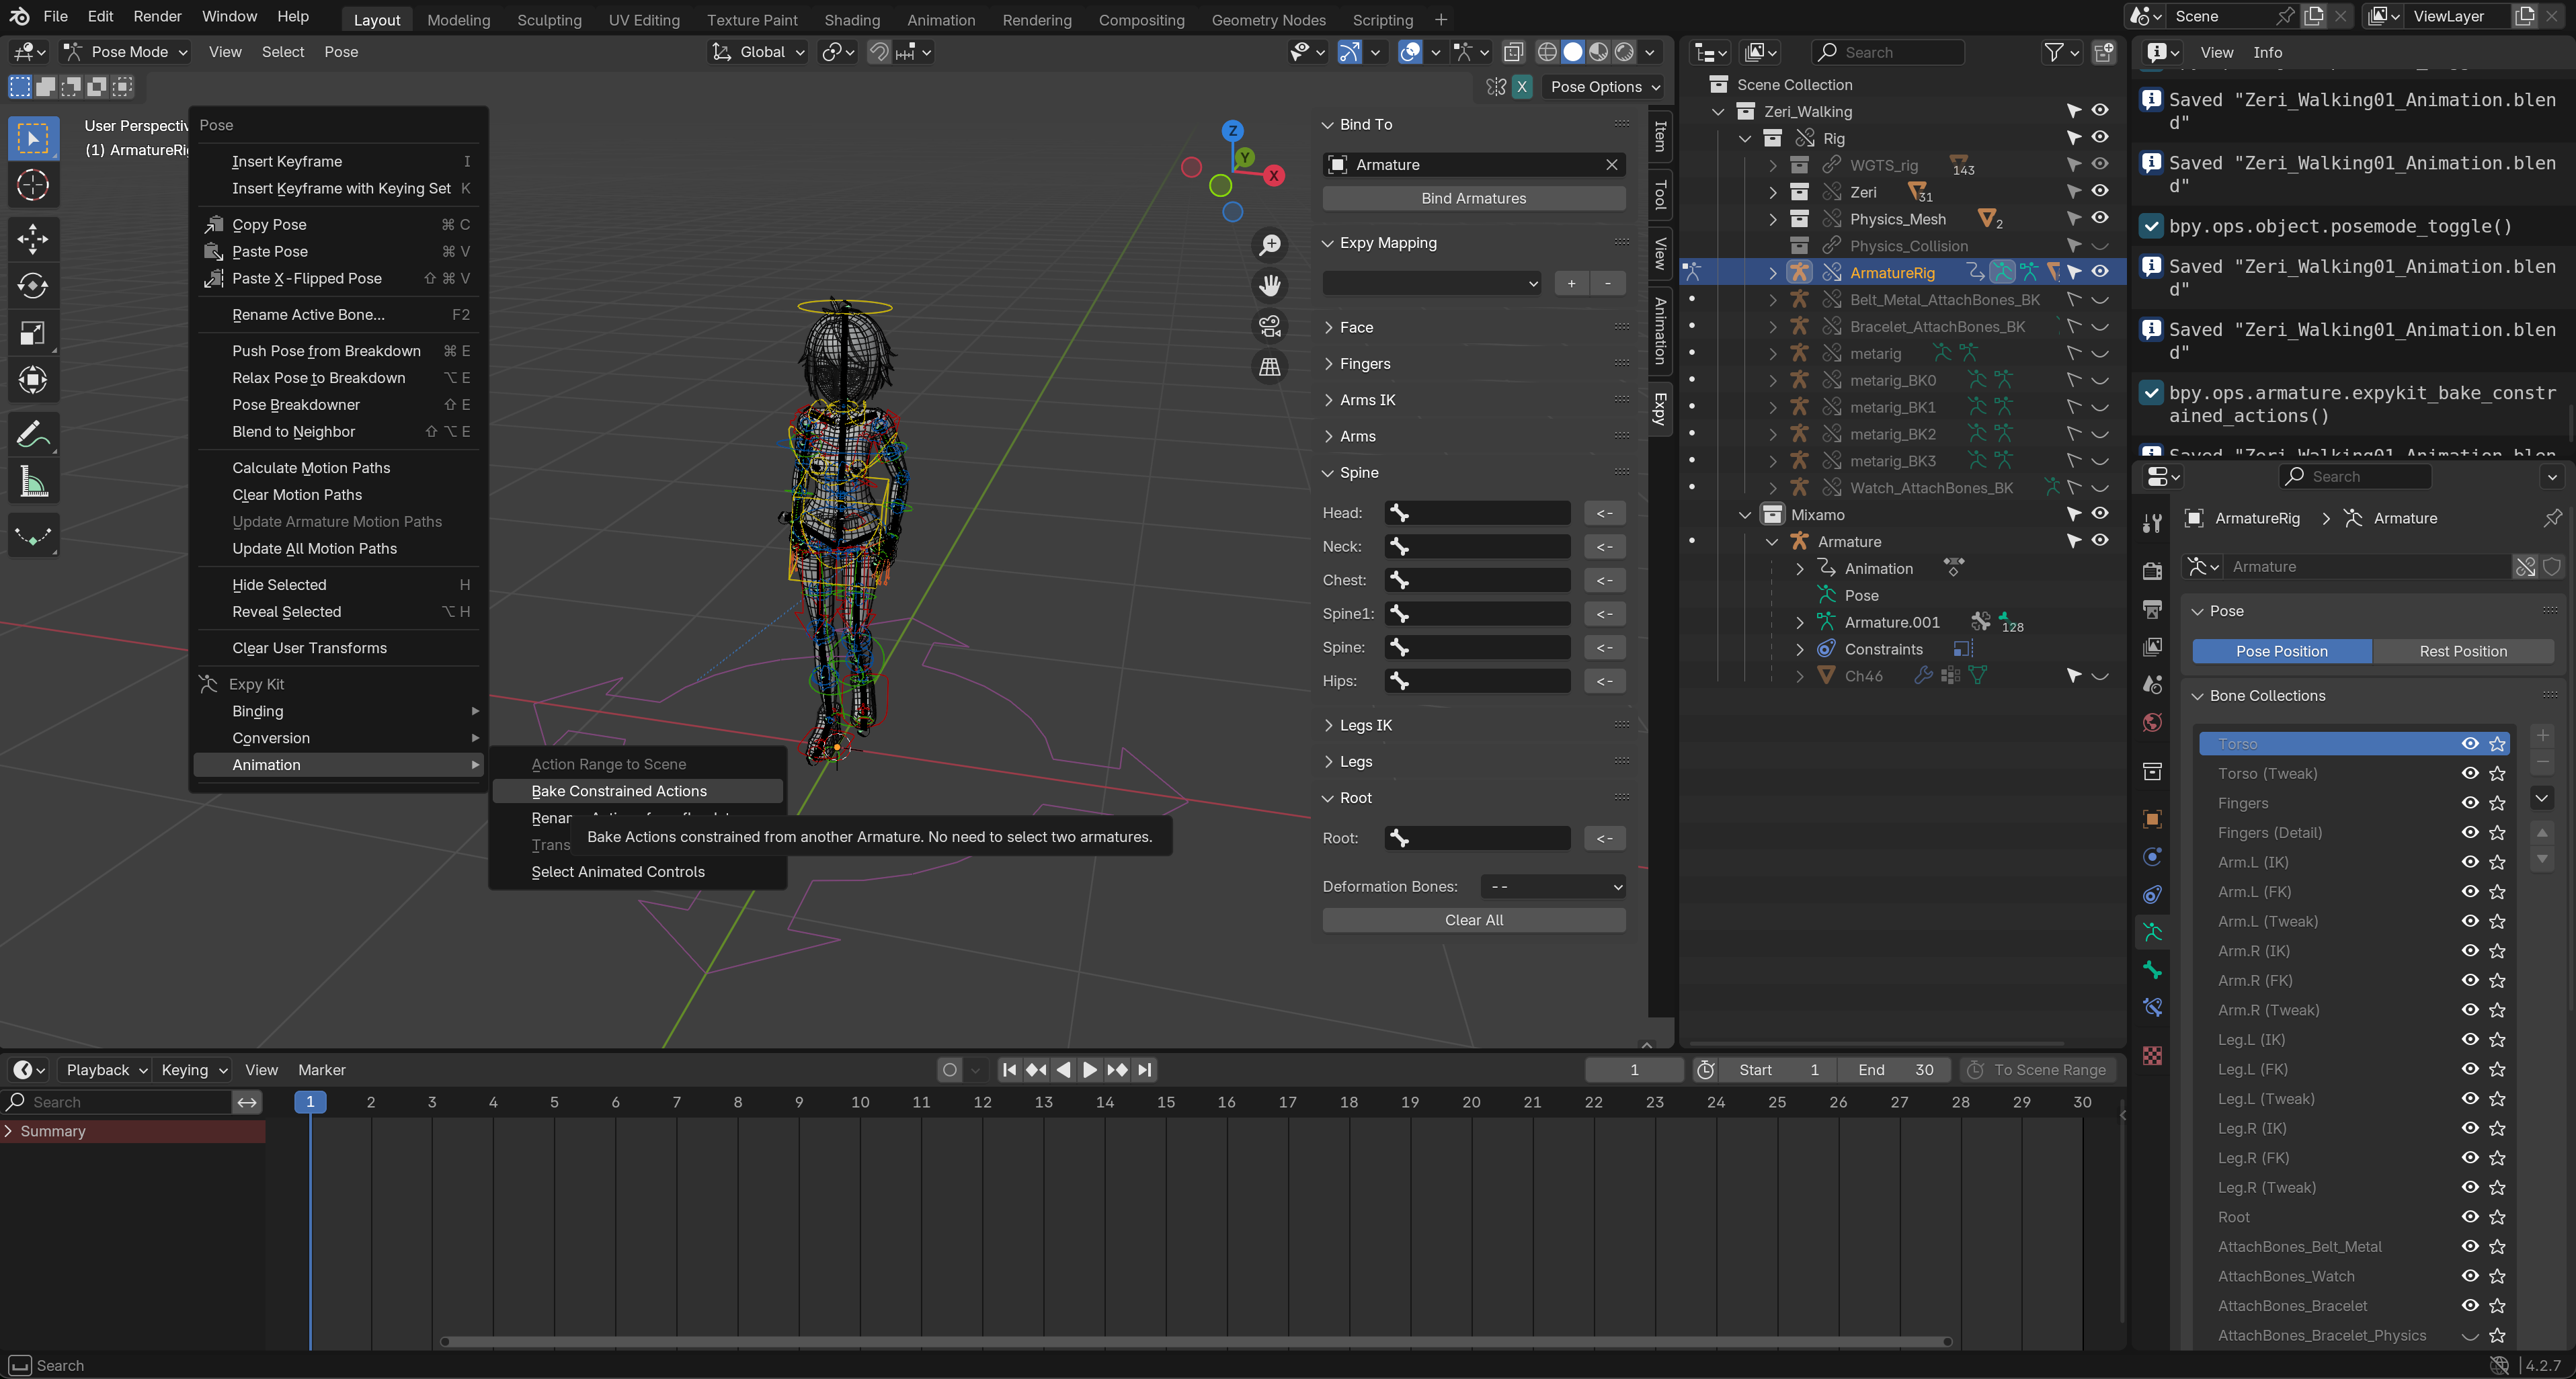 File Edit Render Window Help Layout Modeling Sculpting UV Editing Texture Paint Shading Animation Rendering Compositing Geometry Nodes Scripting Scene ViewLayer
Pose Mode View Select Pose Global Search View Info
X Pose Options
User Perspectiv
(1) ArmatureRi
Pose
Insert Keyframe I
Insert Keyframe with Keying Set K
Copy Pose ⌘ C
Paste Pose ⌘ V
Paste X-Flipped Pose ⇧ ⌘ V
Rename Active Bone... F2
Push Pose from Breakdown ⌘ E
Relax Pose to Breakdown ⌥ E
Pose Breakdowner ⇧ E
Blend to Neighbor ⇧ ⌥ E
Calculate Motion Paths
Clear Motion Paths
Update Armature Motion Paths
Update All Motion Paths
Hide Selected H
Reveal Selected ⌥ H
Clear User Transforms
Expy Kit
Binding
Conversion
Animation
Action Range to Scene
Bake Constrained Actions
Renam
Trans
Select Animated Controls
Bake Actions constrained from another Armature. No need to select two armatures.
Z
Y
X
Bind To
Armature
Bind Armatures
Expy Mapping
+ -
Face
Fingers
Arms IK
Arms
Spine
Head: <-
Neck: <-
Chest: <-
Spine1: <-
Spine: <-
Hips: <-
Legs IK
Legs
Root
Root: <-
Deformation Bones: --
Clear All
Item
Tool
View
Animation
Expy
Scene Collection
Zeri_Walking
Rig
WGTS_rig 143
Zeri 31
Physics_Mesh 2
Physics_Collision
ArmatureRig
Belt_Metal_AttachBones_BK
Bracelet_AttachBones_BK
metarig
metarig_BK0
metarig_BK1
metarig_BK2
metarig_BK3
Watch_AttachBones_BK
Mixamo
Armature
Animation
Pose
Armature.001 128
Constraints
Ch46
Saved "Zeri_Walking01_Animation.blen
d"
Saved "Zeri_Walking01_Animation.blen
d"
bpy.ops.object.posemode_toggle()
Saved "Zeri_Walking01_Animation.blen
d"
Saved "Zeri_Walking01_Animation.blen
d"
bpy.ops.armature.expykit_bake_constr
ained_actions()
Saved "Zeri_Walking01_Animation.blen
Search
ArmatureRig Armature
Armature
Pose
Pose Position Rest Position
Bone Collections
Torso
Torso (Tweak)
Fingers
Fingers (Detail)
Arm.L (IK)
Arm.L (FK)
Arm.L (Tweak)
Arm.R (IK)
Arm.R (FK)
Arm.R (Tweak)
Leg.L (IK)
Leg.L (FK)
Leg.L (Tweak)
Leg.R (IK)
Leg.R (FK)
Leg.R (Tweak)
Root
AttachBones_Belt_Metal
AttachBones_Watch
AttachBones_Bracelet
AttachBones_Bracelet_Physics
Playback Keying View Marker 1 Start 1 End 30 To Scene Range
Search 1 2 3 4 5 6 7 8 9 10 11 12 13 14 15 16 17 18 19 20 21 22 23 24 25 26 27 28 29 30
Summary
Search 4.2.7